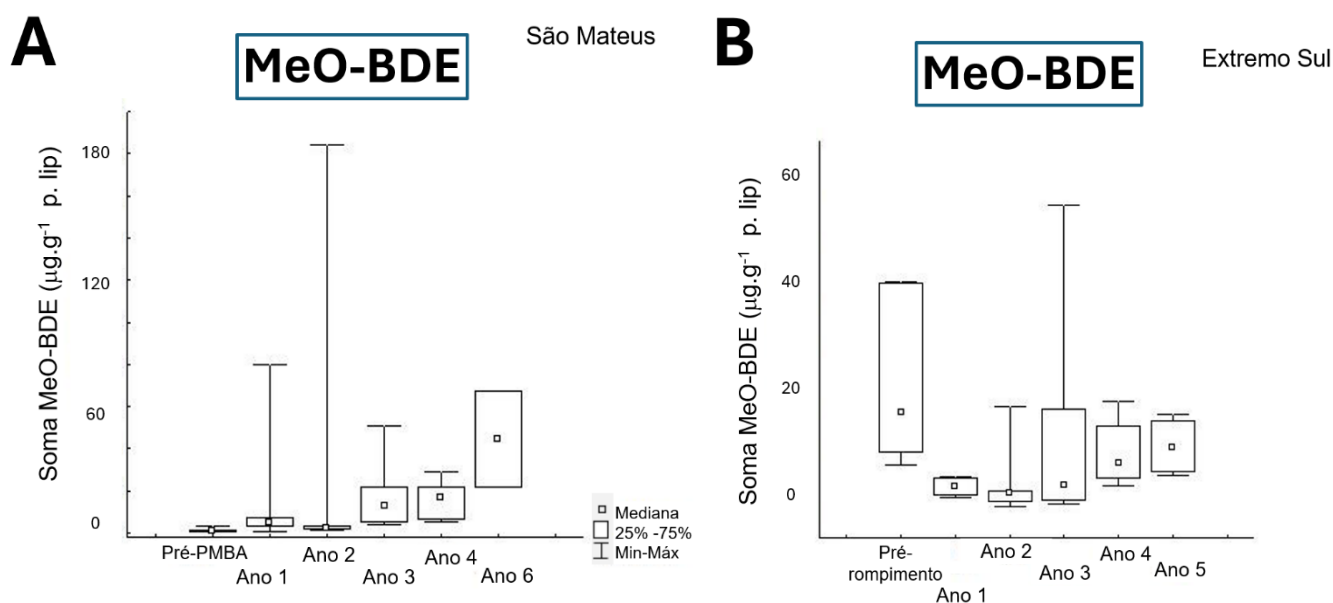 A
MeO-BDE
São Mateus
Soma MeO-BDE (µg.g⁻¹ p. lip)
180
120
60
0
Pré-PMBA
Ano 1
Ano 2
Ano 3
Ano 4
Ano 6
Mediana
25% -75%
Min-Máx
B
MeO-BDE
Extremo Sul
Soma MeO-BDE (µg.g⁻¹ p. lip)
60
40
20
0
Pré-
rompimento
Ano 1
Ano 2
Ano 3
Ano 4
Ano 5